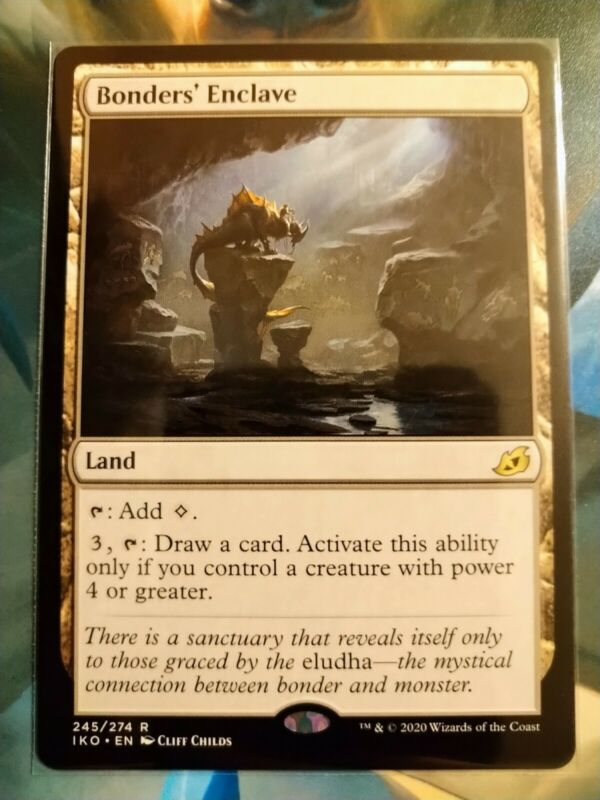 Bonders' Enclave
Land
: Add .
3, : Draw a card. Activate this ability
only if you control a creature with power
4 or greater.
There is a sanctuary that reveals itself only
to those graced by the eludha—the mystical
connection between bonder and monster.
245/274 R
IKO • EN Cliff Childs
™ & © 2020 Wizards of the Coast